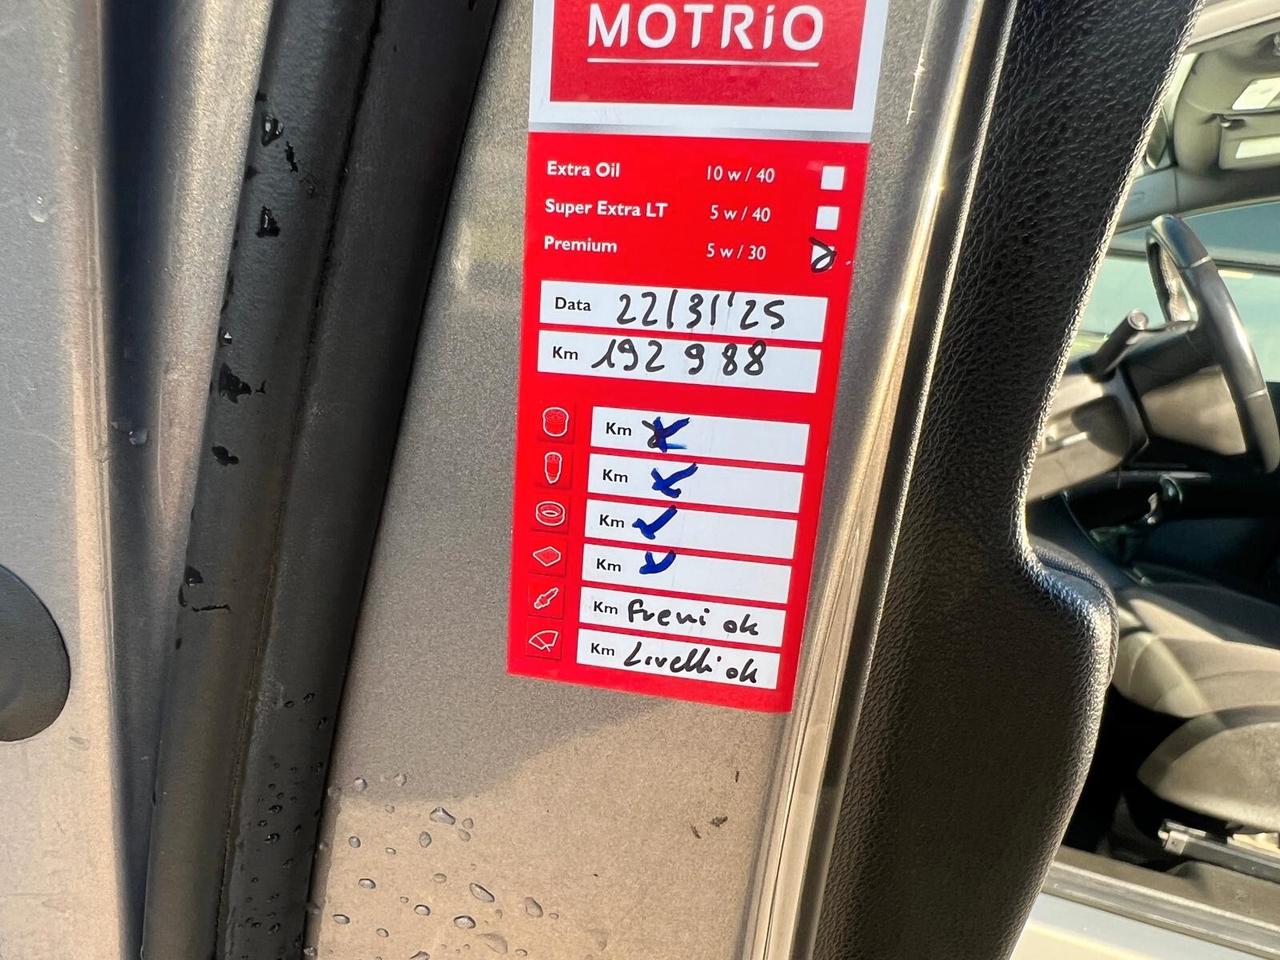 MOTRiO
Extra Oil 10 w / 40
Super Extra LT 5 w / 40
Premium 5 w / 30
Data 22/3/'25
Km 192 988
Km
Km
Km
Km
Km Freni ok
Km Livelli ok